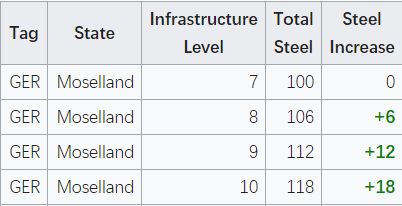 Tag State Infrastructure Level Total Steel Steel Increase
GER Moselland 7 100 0
GER Moselland 8 106 +6
GER Moselland 9 112 +12
GER Moselland 10 118 +18